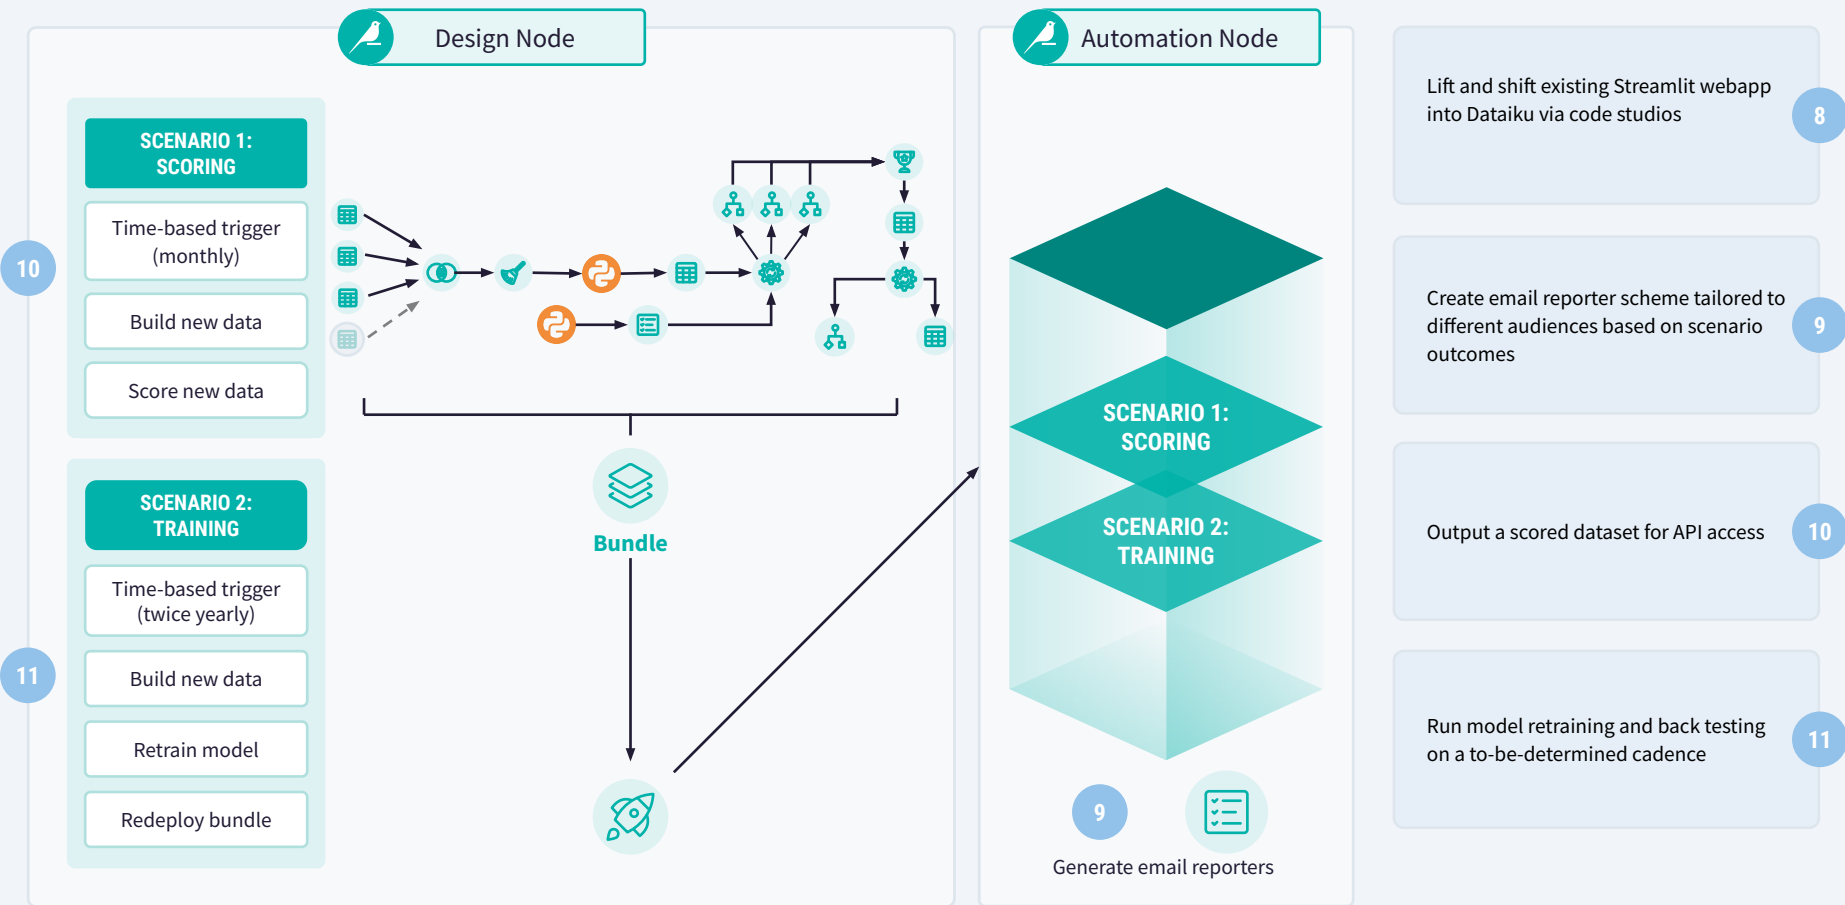 Design Node
SCENARIO 1:
SCORING
Time-based trigger
(monthly)
10
Build new data
Score new data
SCENARIO 2:
TRAINING
Time-based trigger
(twice yearly)
11
Build new data
Retrain model
Redeploy bundle
Bundle
Automation Node
SCENARIO 1:
SCORING
SCENARIO 2:
TRAINING
9
Generate email reporters
Lift and shift existing Streamlit webapp
into Dataiku via code studios
8
Create email reporter scheme tailored to
different audiences based on scenario
outcomes
9
Output a scored dataset for API access
10
Run model retraining and back testing
on a to-be-determined cadence
11